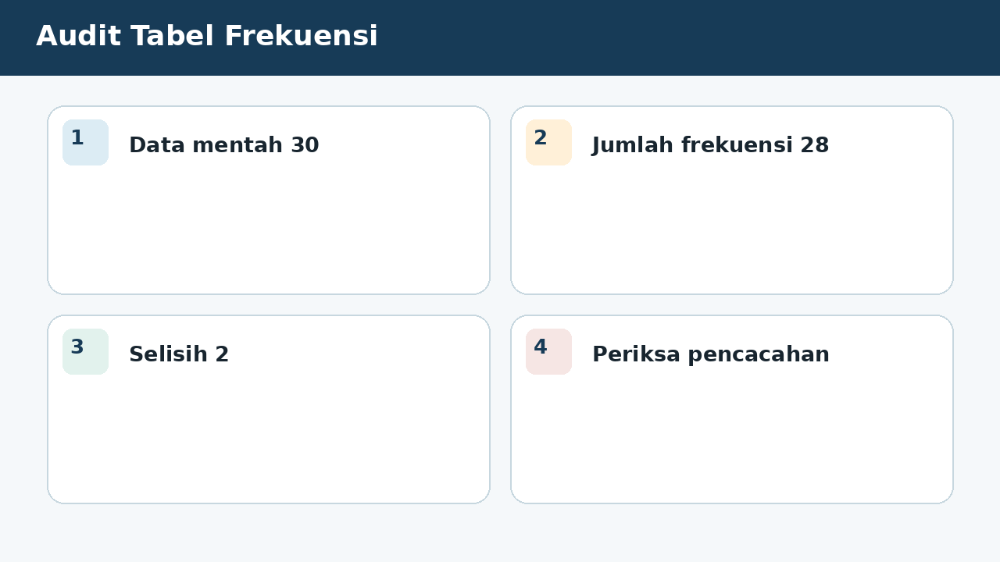 Audit Tabel Frekuensi
1
Data mentah 30
2
Jumlah frekuensi 28
3
Selisih 2
4
Periksa pencacahan